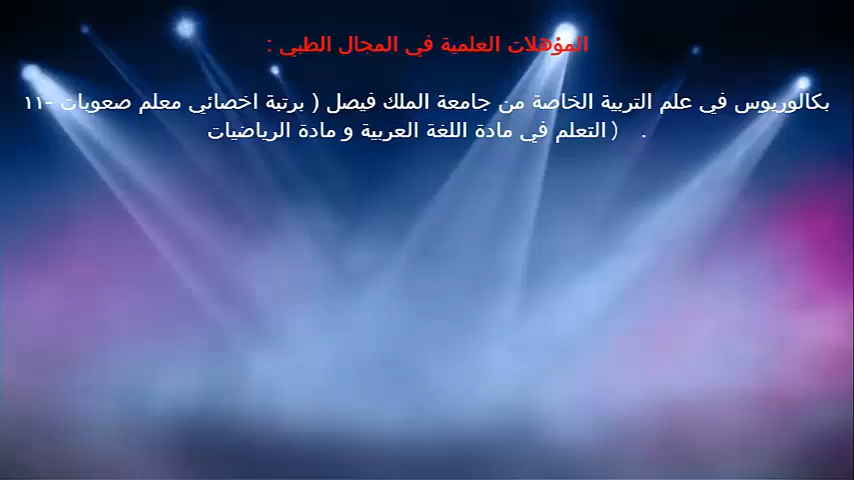 المؤهلات العلمية في المجال الطبي :
بكالوريوس في علم التربية الخاصة من جامعة الملك فيصل ( برتبة اخصائي معلم صعوبات -١١
التعلم في مادة اللغة العربية و مادة الرياضيات ) .